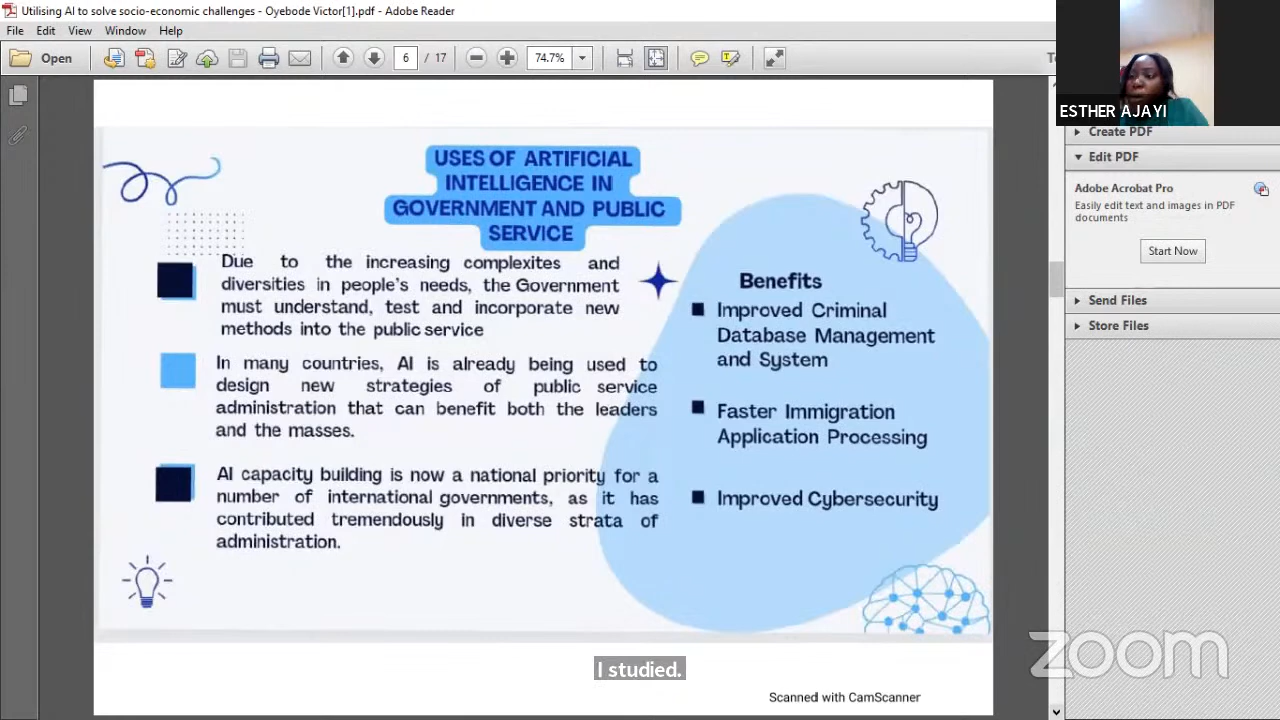 Utilising AI to solve socio-economic challenges - Oyebode Victor[1].pdf - Adobe Reader
File Edit View Window Help
Open
6 / 17
74.7%
To
ESTHER AJAYI
Create PDF
Edit PDF
Adobe Acrobat Pro
Easily edit text and images in PDF
documents
Start Now
Send Files
Store Files
USES OF ARTIFICIAL
INTELLIGENCE IN
GOVERNMENT AND PUBLIC
SERVICE
Due to the increasing complexites and
diversities in people's needs, the Government
must understand, test and incorporate new
methods into the public service
In many countries, AI is already being used to
design new strategies of public service
administration that can benefit both the leaders
and the masses.
AI capacity building is now a national priority for a
number of international governments, as it has
contributed tremendously in diverse strata of
administration.
Benefits
Improved Criminal
Database Management
and System
Faster Immigration
Application Processing
Improved Cybersecurity
I studied.
Scanned with CamScanner
zoom